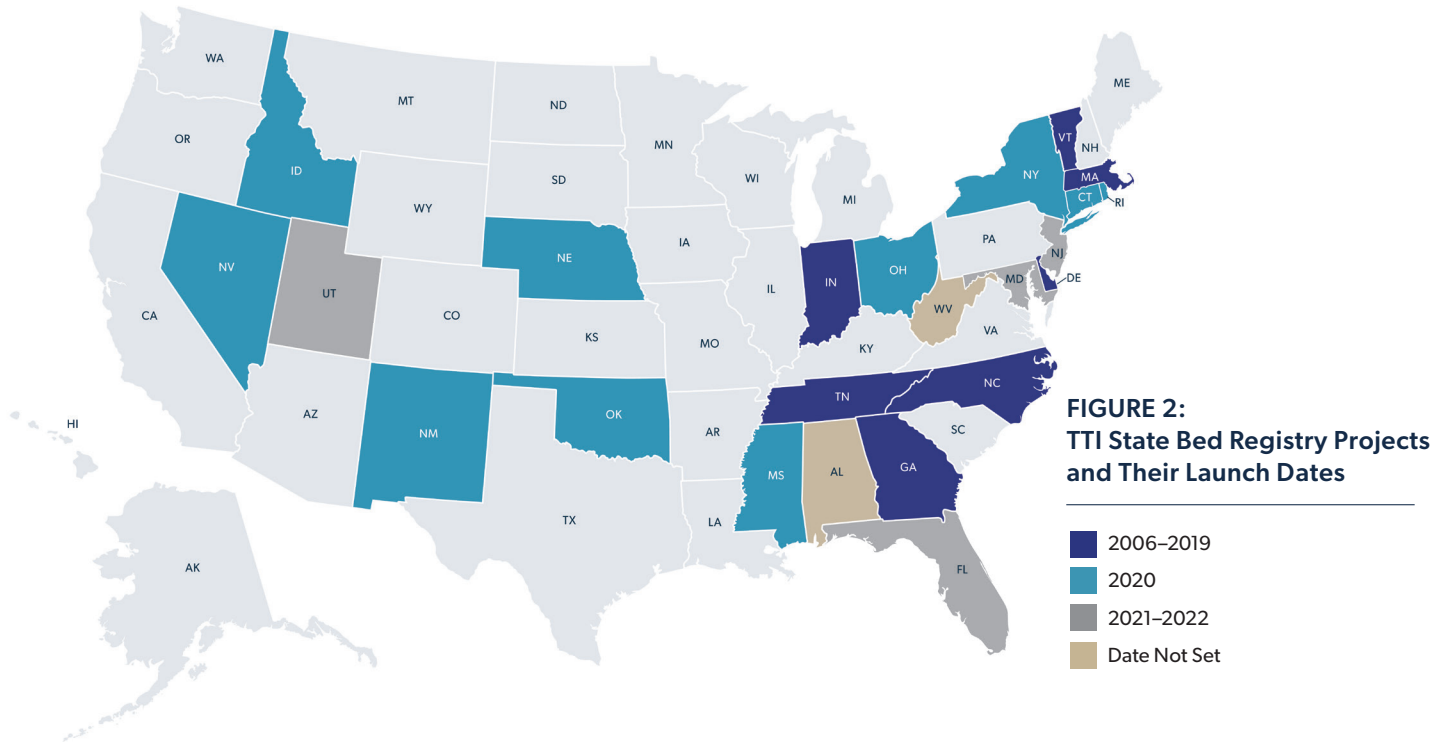 WA
MT
ND
MN
ME
OR
ID
SD
WI
MI
VT
NH
NY
MA
CT
RI
WY
IA
PA
NJ
NV
NE
IL
IN
OH
MD
DE
UT
CO
WV
VA
CA
KS
MO
KY
NC
TN
AZ
NM
OK
AR
SC
MS
AL
GA
HI
TX
LA
FL
AK
FIGURE 2:
TTI State Bed Registry Projects
and Their Launch Dates
2006–2019
2020
2021–2022
Date Not Set